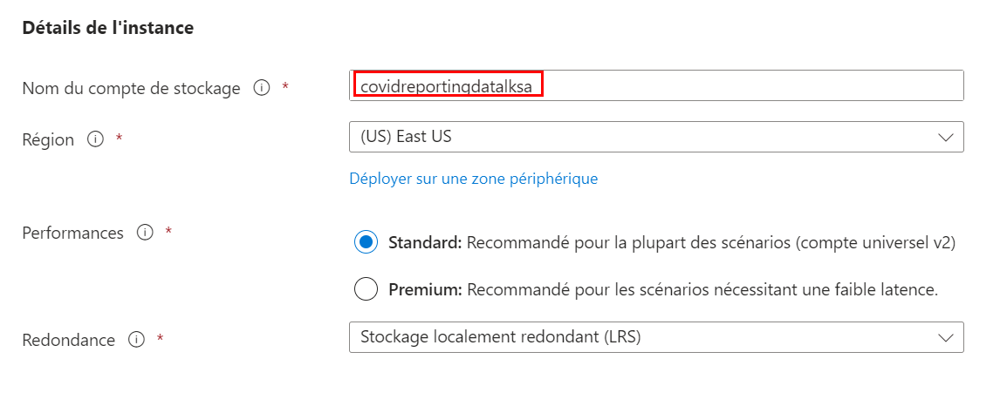 Détails de l'instance
Nom du compte de stockage *
covidreportingdatalksa
Région *
(US) East US
Déployer sur une zone périphérique
Performances *
Standard: Recommandé pour la plupart des scénarios (compte universel v2)
Premium: Recommandé pour les scénarios nécessitant une faible latence.
Redondance *
Stockage localement redondant (LRS)